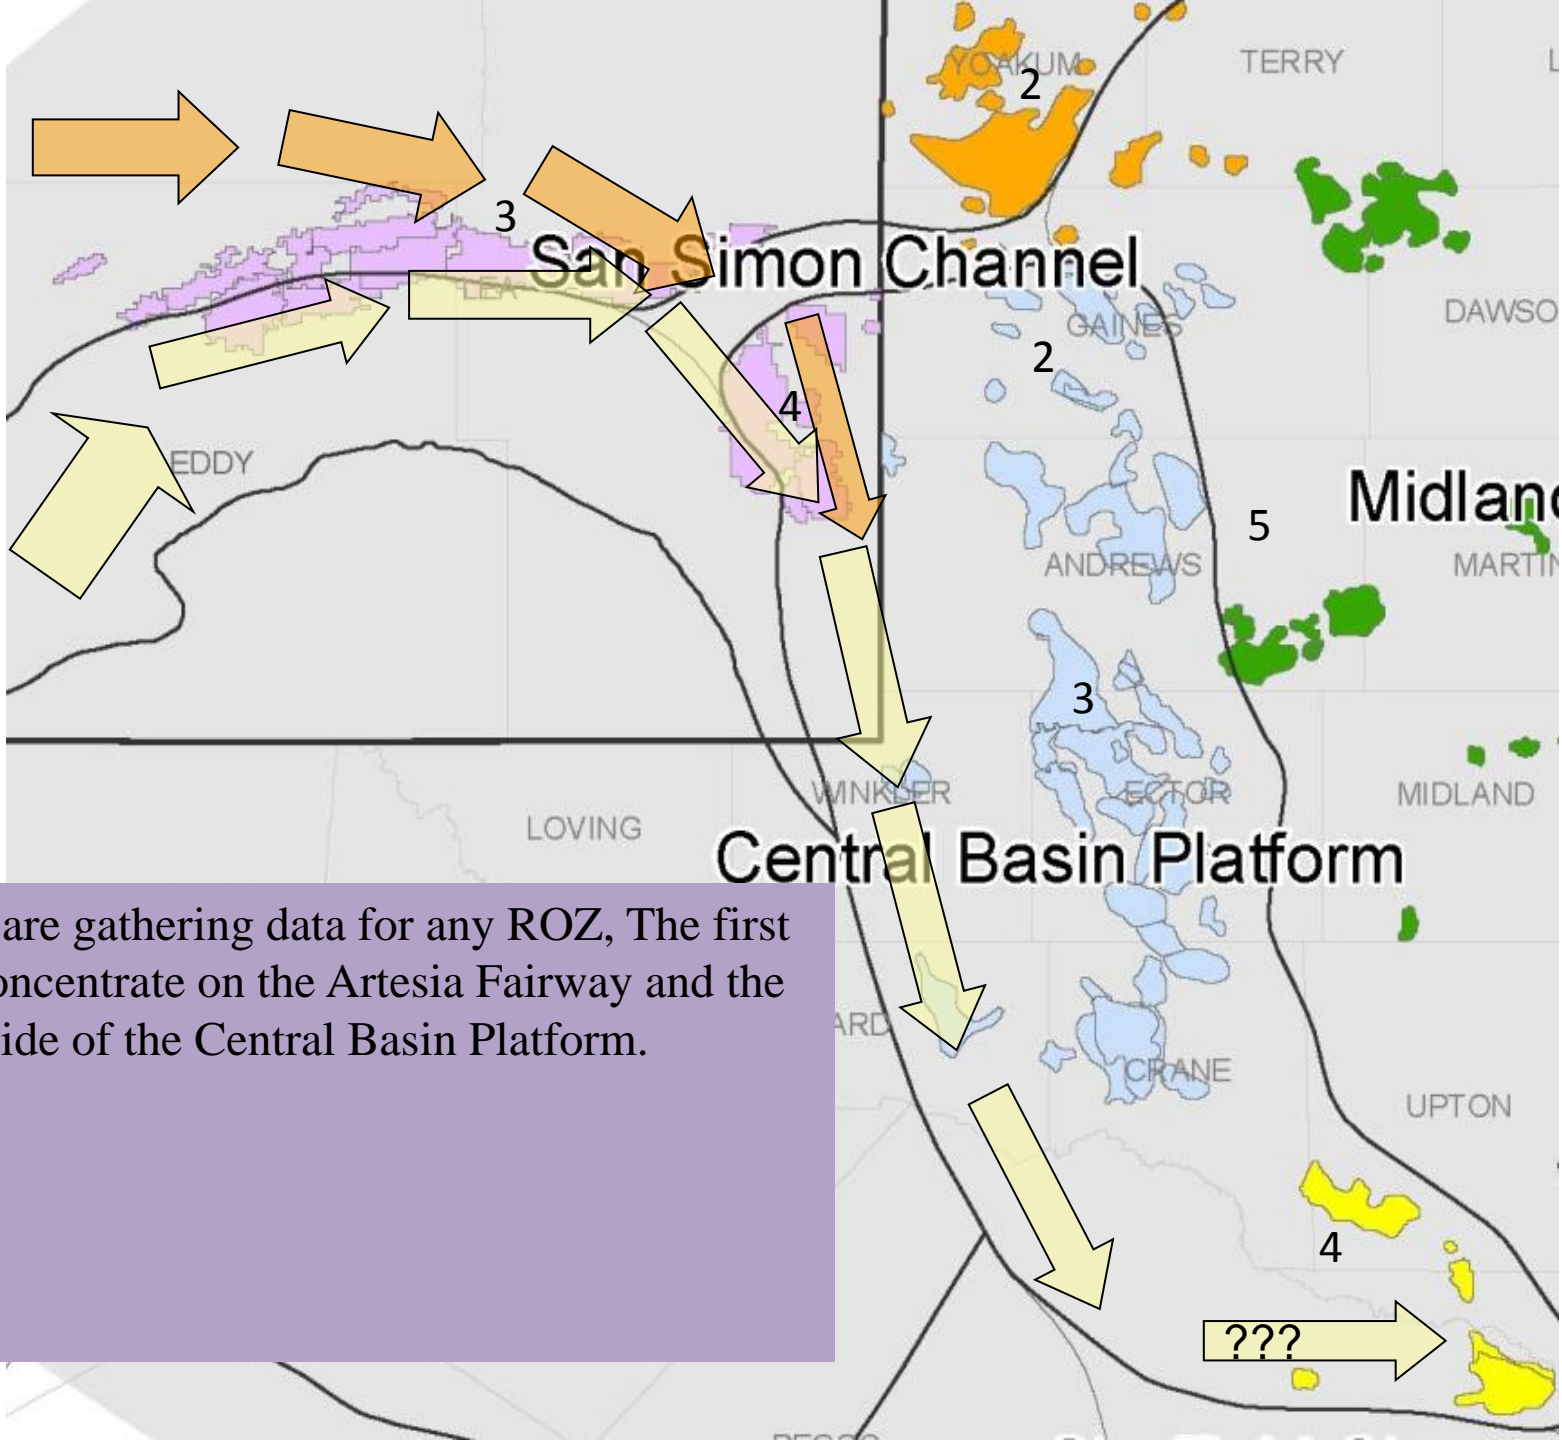 YOAKUM
TERRY
2
3
San Simon Channel
LEA
GAINES
DAWSO
2
4
EDDY
Midlan
5
ANDREWS
MARTIN
3
WINKLER
ECTOR
MIDLAND
LOVING
Central Basin Platform
are gathering data for any ROZ, The first
oncentrate on the Artesia Fairway and the
ide of the Central Basin Platform.
ARD
CRANE
UPTON
4
???